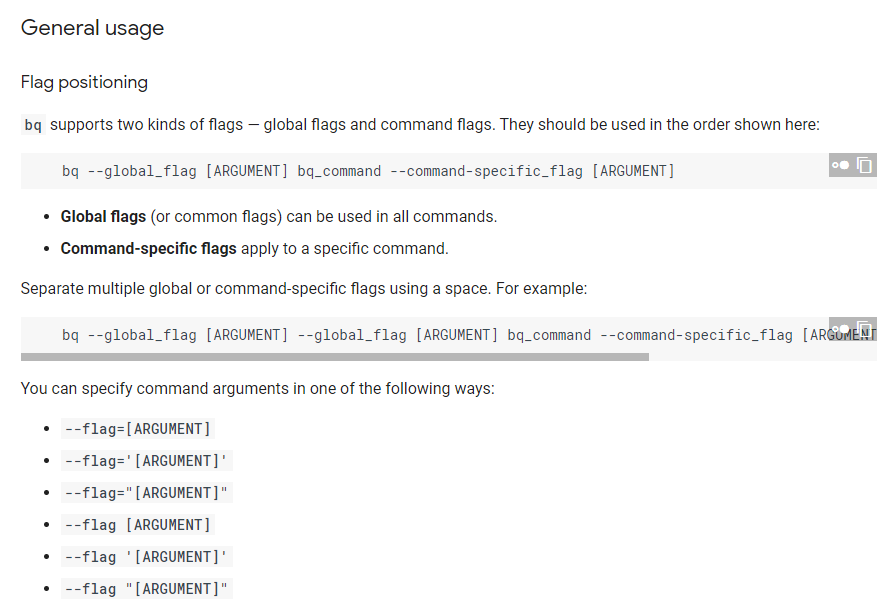 General usage
Flag positioning
bq supports two kinds of flags — global flags and command flags. They should be used in the order shown here:
bq --global_flag [ARGUMENT] bq_command --command-specific_flag [ARGUMENT]
• Global flags (or common flags) can be used in all commands.
• Command-specific flags apply to a specific command.
Separate multiple global or command-specific flags using a space. For example:
bq --global_flag [ARGUMENT] --global_flag [ARGUMENT] bq_command --command-specific_flag [ARGUMENT
You can specify command arguments in one of the following ways:
• --flag=[ARGUMENT]
• --flag='[ARGUMENT]'
• --flag="[ARGUMENT]"
• --flag [ARGUMENT]
• --flag '[ARGUMENT]'
• --flag "[ARGUMENT]"